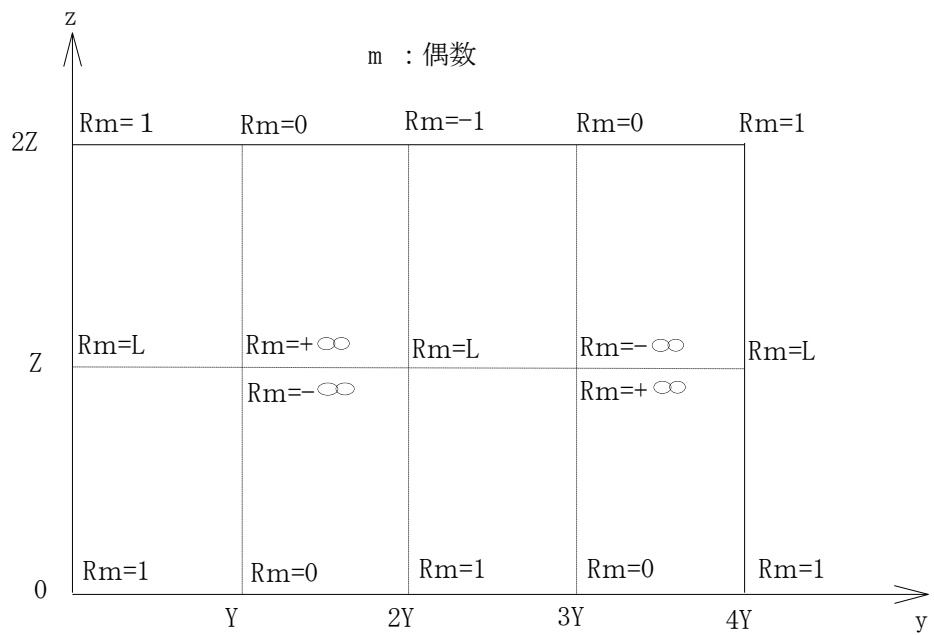 z
m : 偶数
2Z Rm=1 Rm=0 Rm=-1 Rm=0 Rm=1
Z Rm=L Rm=+∞ Rm=L Rm=-∞ Rm=L
Rm=-∞ Rm=+∞
0 Rm=1 Rm=0 Rm=1 Rm=0 Rm=1
Y 2Y 3Y 4Y y